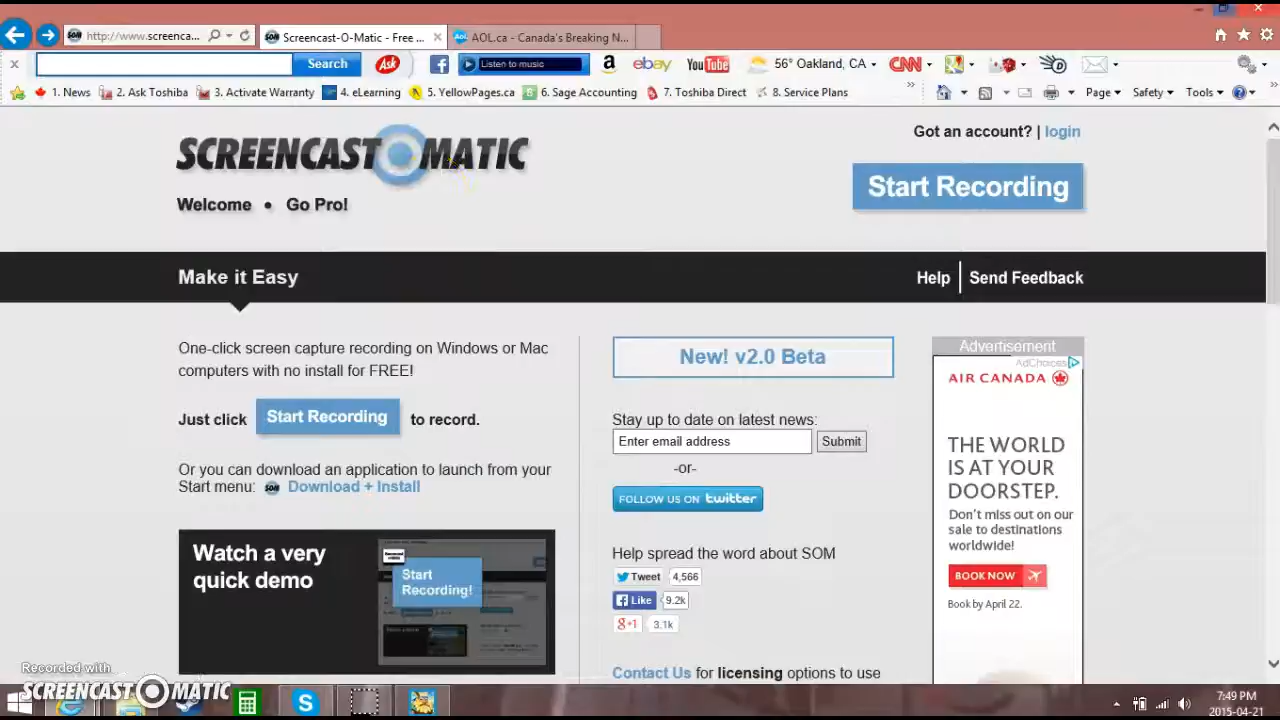 http://www.screenca...
Screencast-O-Matic - Free ...
AOL.ca - Canada's Breaking N...
Search
Ask
Listen to music
ebay
YouTube
56° Oakland, CA
CNN
1. News
2. Ask Toshiba
3. Activate Warranty
4. eLearning
5. YellowPages.ca
6. Sage Accounting
7. Toshiba Direct
8. Service Plans
Page
Safety
Tools
SCREENCAST O MATIC
Got an account? | login
Start Recording
Welcome • Go Pro!
Make it Easy
Help
Send Feedback
One-click screen capture recording on Windows or Mac
computers with no install for FREE!
Just click Start Recording to record.
Or you can download an application to launch from your
Start menu: SOM Download + Install
Watch a very
quick demo
Start
Recording!
New! v2.0 Beta
Stay up to date on latest news:
Enter email address Submit
-or-
FOLLOW US ON twitter
Help spread the word about SOM
Tweet 4,566
Like 9.2k
g+1 3.1k
Contact Us for licensing options to use
Advertisement
AdChoices
AIR CANADA
THE WORLD
IS AT YOUR
DOORSTEP.
Don't miss out on our
sale to destinations
worldwide!
BOOK NOW
Book by April 22.
Recorded with
SCREENCAST O MATIC
7:49 PM
2015-04-21